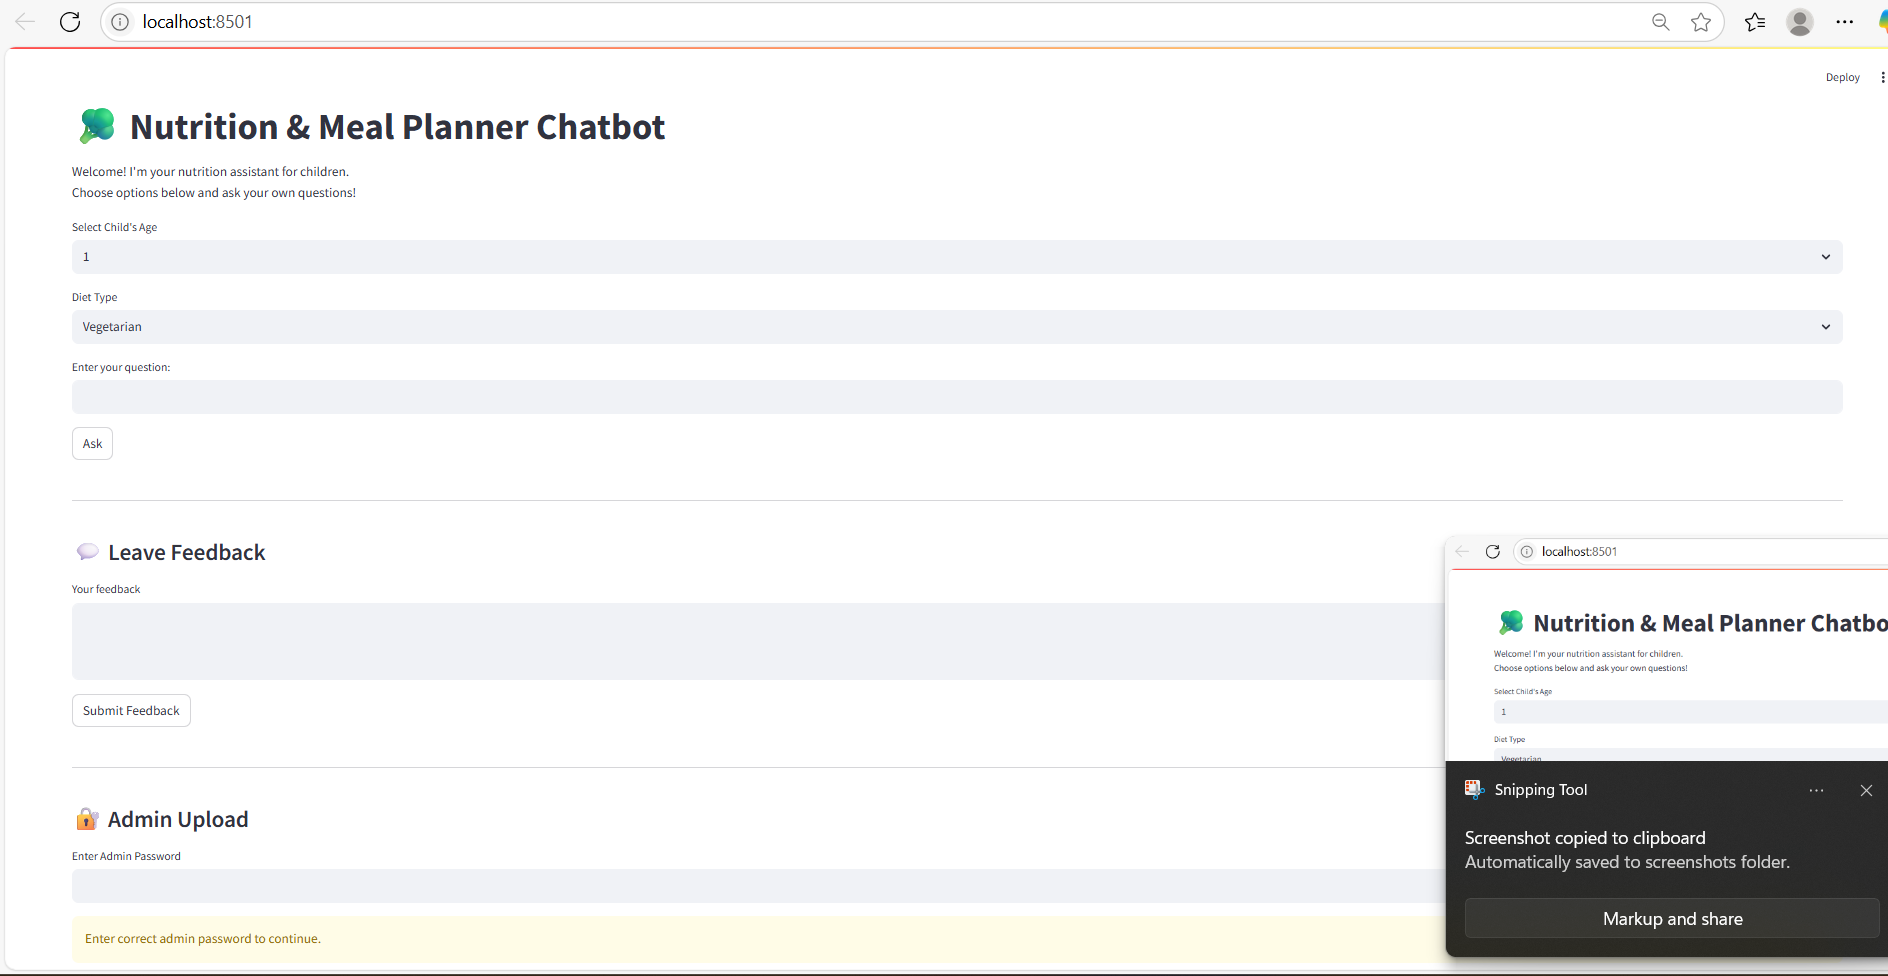 localhost:8501
Deploy
Nutrition & Meal Planner Chatbot
Welcome! I'm your nutrition assistant for children.
Choose options below and ask your own questions!
Select Child's Age
1
Diet Type
Vegetarian
Enter your question:
Ask
Leave Feedback
Your feedback
Submit Feedback
Admin Upload
Enter Admin Password
Enter correct admin password to continue.
localhost:8501
Nutrition & Meal Planner Chatbo
Welcome! I'm your nutrition assistant for children.
Choose options below and ask your own questions!
Select Child's Age
1
Diet Type
Vegetarian
Snipping Tool
Screenshot copied to clipboard
Automatically saved to screenshots folder.
Markup and share